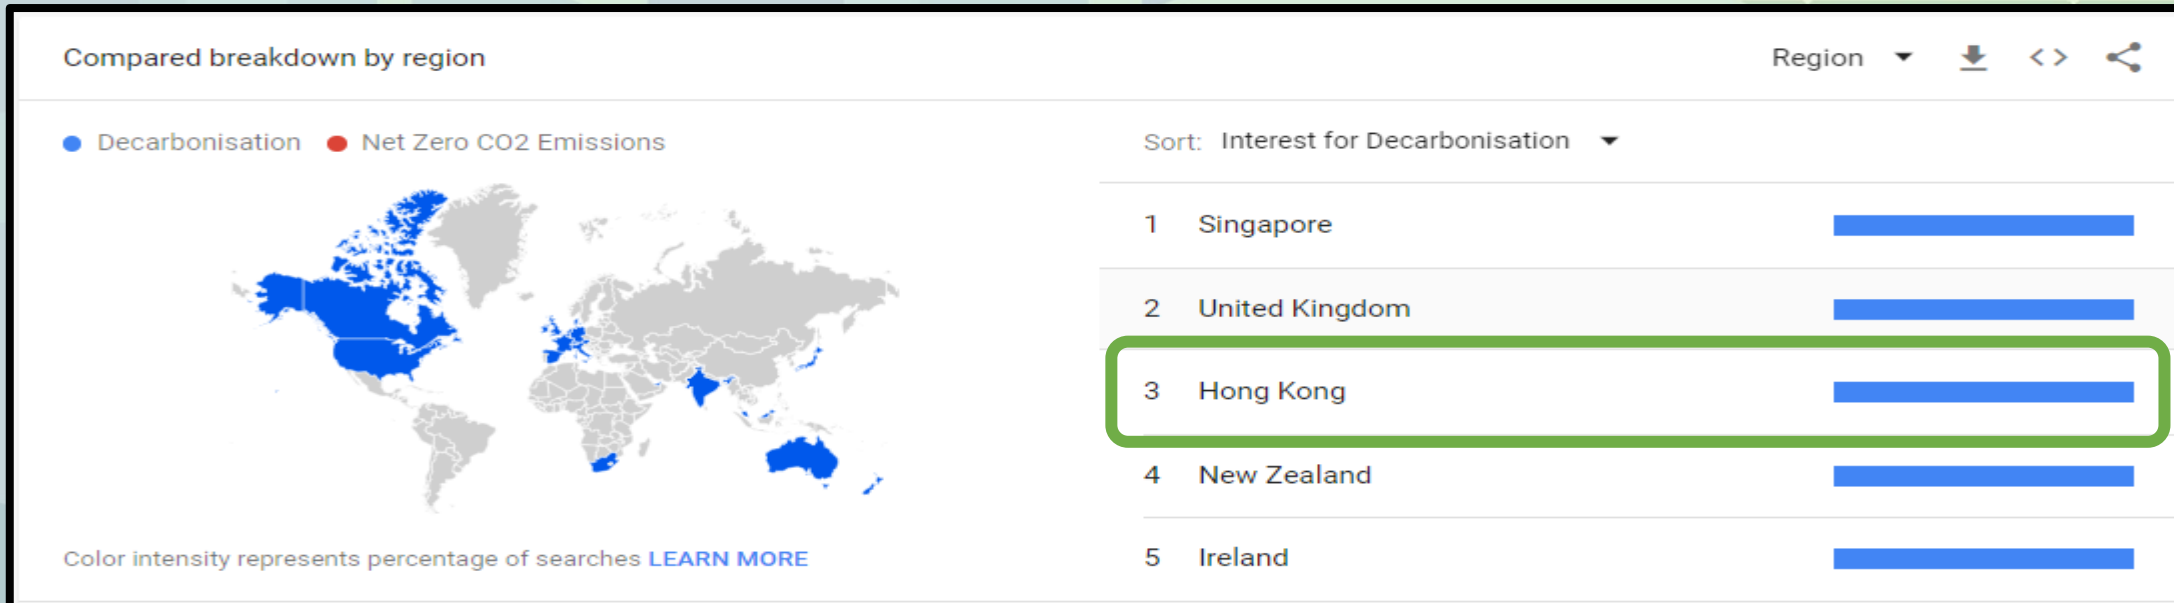 Compared breakdown by region
Region
Decarbonisation Net Zero CO2 Emissions
Sort: Interest for Decarbonisation
1 Singapore
2 United Kingdom
3 Hong Kong
4 New Zealand
5 Ireland
Color intensity represents percentage of searches LEARN MORE